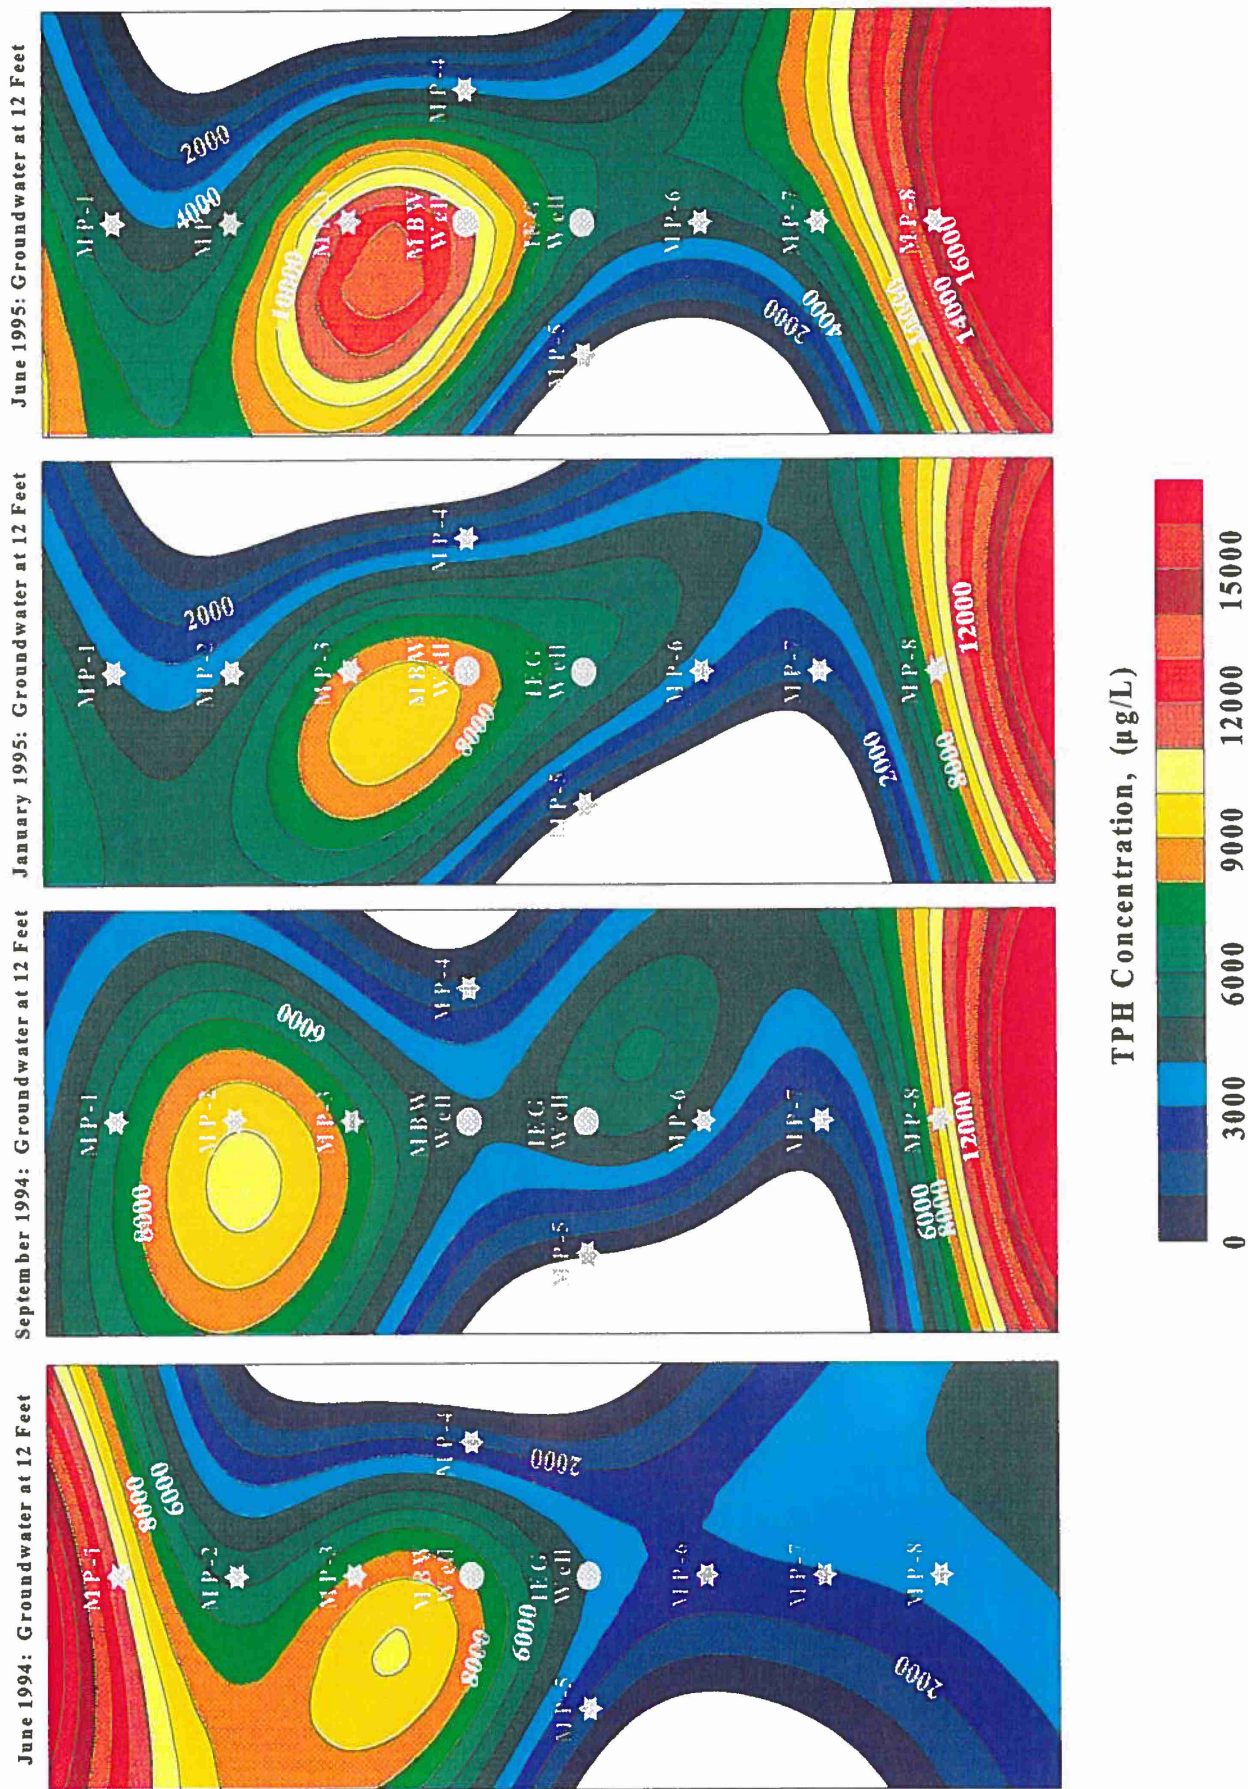 June 1994: Groundwater at 12 Feet
MP-1
8000
6000
MP-2
MP-3
MBW
Well
8000
MP-4
2000
6000
IEG
Well
MP-5
MP-6
MP-7
MP-8
2000
September 1994: Groundwater at 12 Feet
MP-1
MP-2
8000
6000
MP-3
MBW
Well
MP-4
IEG
Well
MP-5
MP-6
MP-7
MP-8
6000
8000
12000
January 1995: Groundwater at 12 Feet
MP-1
MP-2
2000
MP-3
MBW
Well
8000
MP-4
IEG
Well
MP-5
MP-6
MP-7
2000
MP-8
8000
12000
June 1995: Groundwater at 12 Feet
MP-1
2000
4000
10000
MBW
Well
MP-4
IEG
Well
MP-5
MP-6
MP-7
2000
4000
MP-8
10000
14000
16000
TPH Concentration, (µg/L)
0
3000
6000
9000
12000
15000